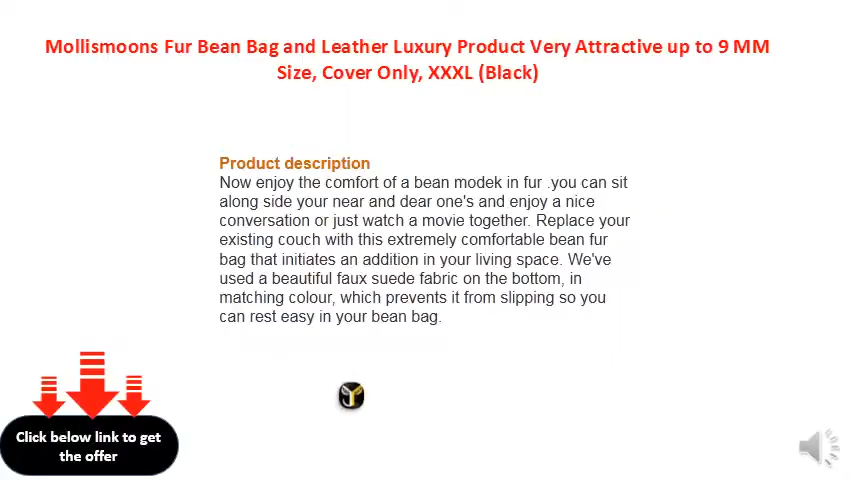 Mollismoons Fur Bean Bag and Leather Luxury Product Very Attractive up to 9 MM
Size, Cover Only, XXXL (Black)
Product description
Now enjoy the comfort of a bean modek in fur .you can sit
along side your near and dear one's and enjoy a nice
conversation or just watch a movie together. Replace your
existing couch with this extremely comfortable bean fur
bag that initiates an addition in your living space. We've
used a beautiful faux suede fabric on the bottom, in
matching colour, which prevents it from slipping so you
can rest easy in your bean bag.
Click below link to get
the offer